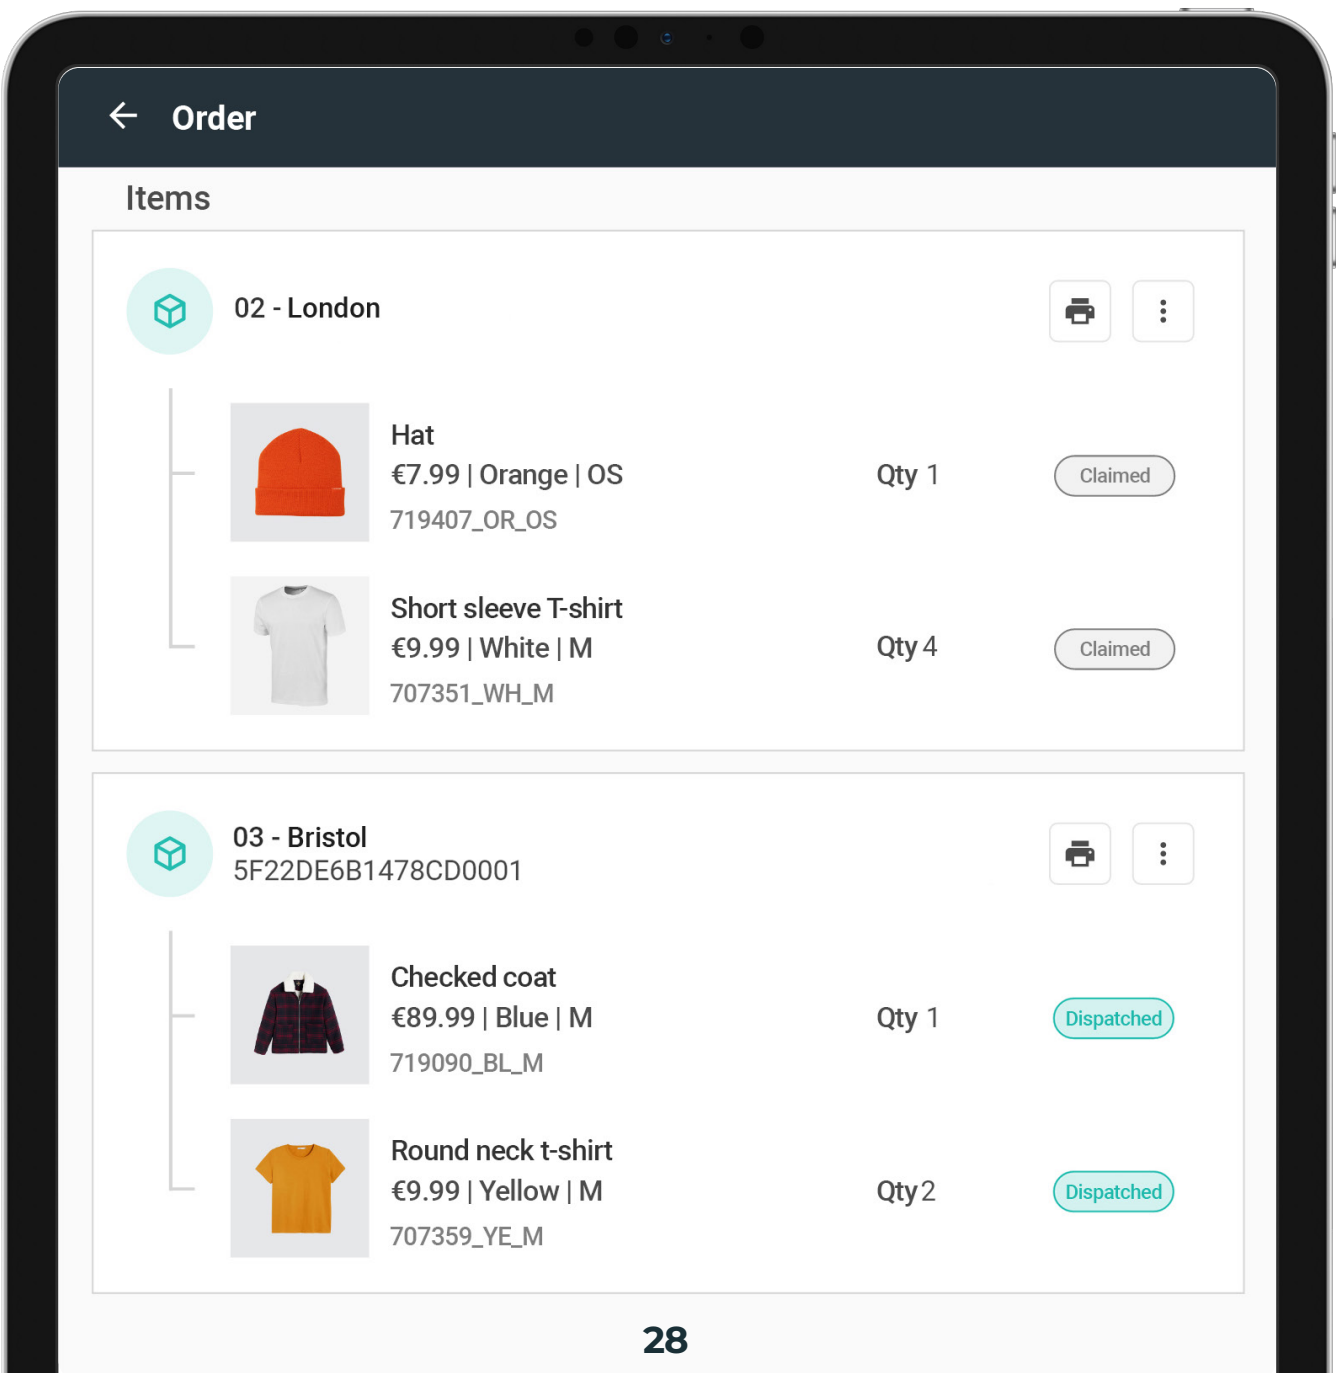 Order
Items
02 - London
Hat
€7.99 | Orange | OS
719407_OR_OS
Qty 1
Claimed
Short sleeve T-shirt
€9.99 | White | M
707351_WH_M
Qty 4
Claimed
03 - Bristol
5F22DE6B1478CD0001
Checked coat
€89.99 | Blue | M
719090_BL_M
Qty 1
Dispatched
Round neck t-shirt
€9.99 | Yellow | M
707359_YE_M
Qty 2
Dispatched
28